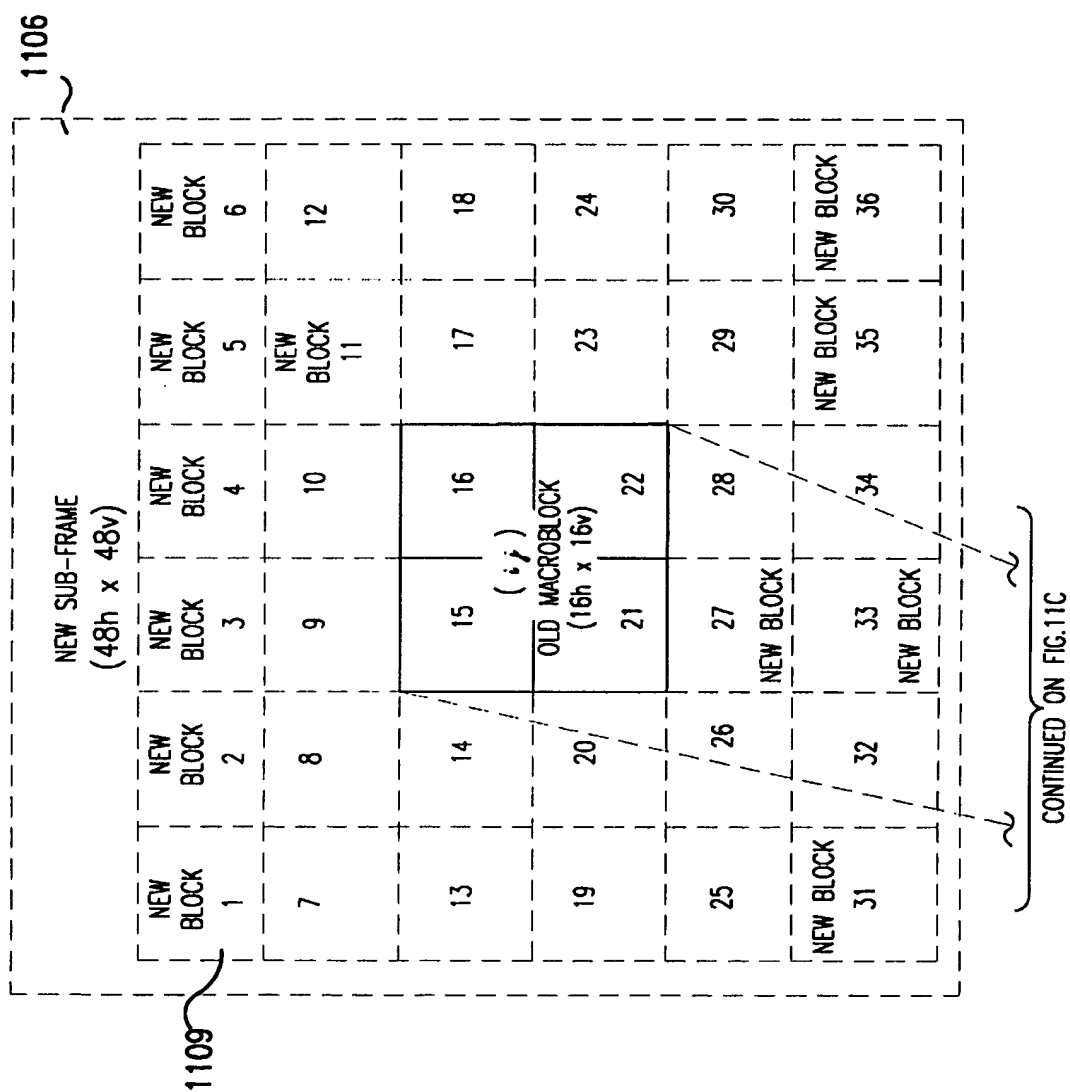 1106
NEW SUB-FRAME
(48h x 48v)
NEW BLOCK 1
NEW BLOCK 2
NEW BLOCK 3
NEW BLOCK 4
NEW BLOCK 5
NEW BLOCK 6
1109
7
8
9
10
NEW BLOCK 11
12
13
14
15
16
17
18
(i,j)
OLD MACROBLOCK
(16h x 16v)
19
20
21
22
23
24
25
26
27
NEW BLOCK
28
29
30
NEW BLOCK
31
32
33
NEW BLOCK
34
NEW BLOCK
35
NEW BLOCK
36
CONTINUED ON FIG.11C